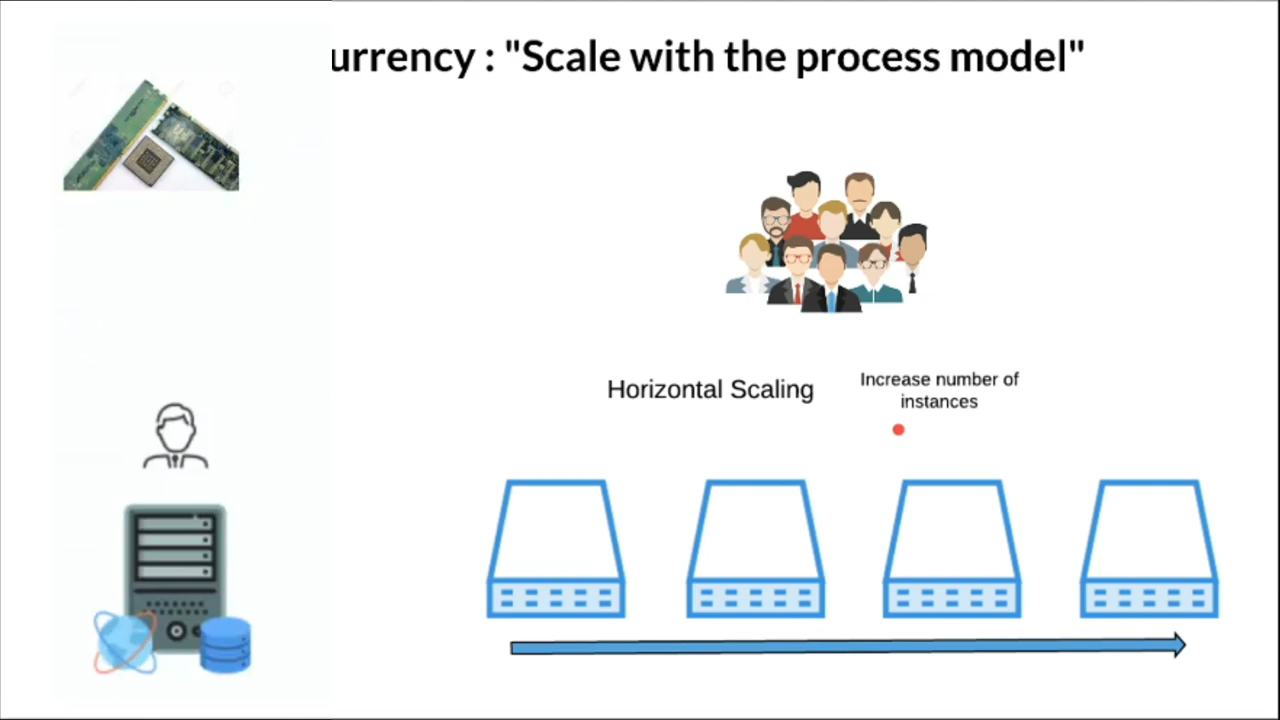 urrency : "Scale with the process model"
Horizontal Scaling
Increase number of
instances